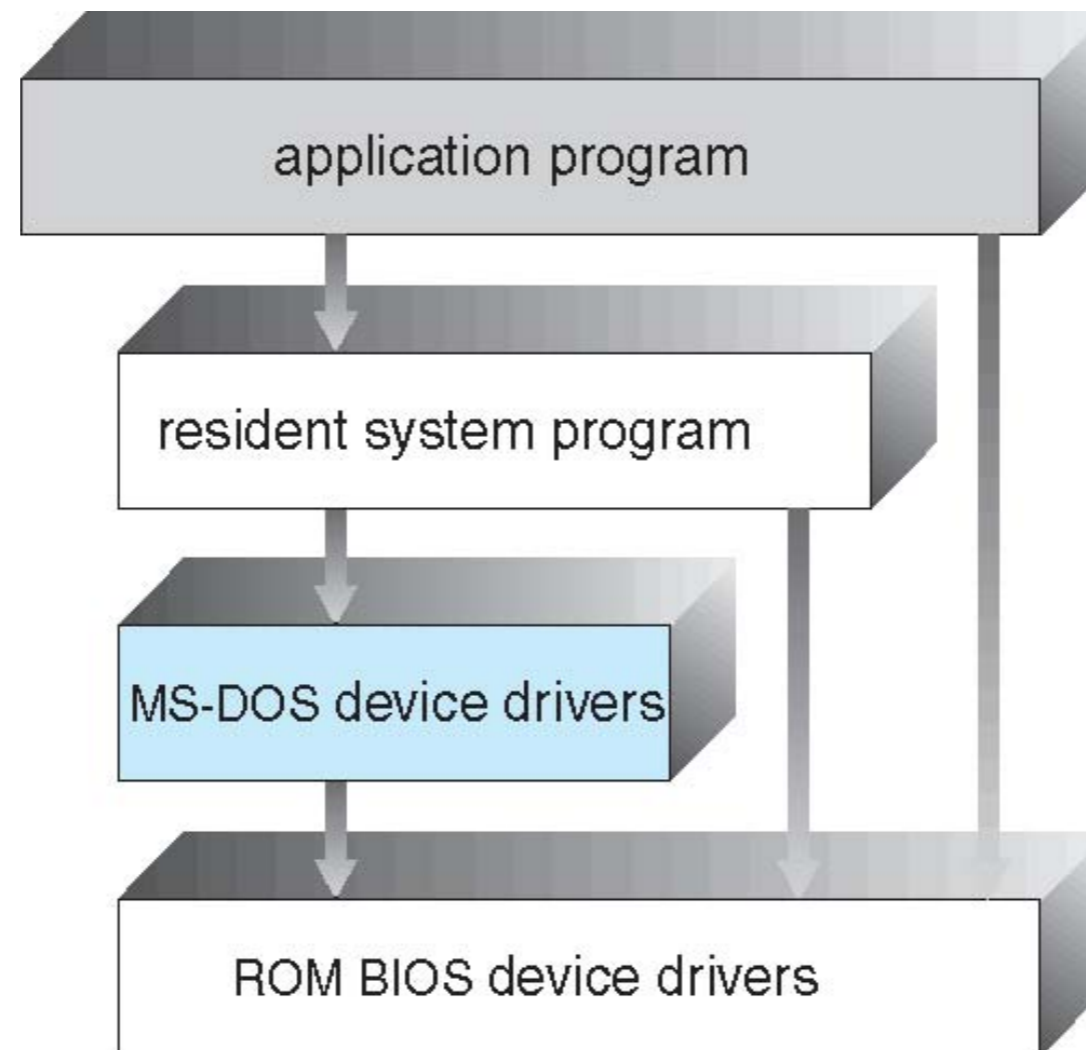 application program
resident system program
MS-DOS device drivers
ROM BIOS device drivers